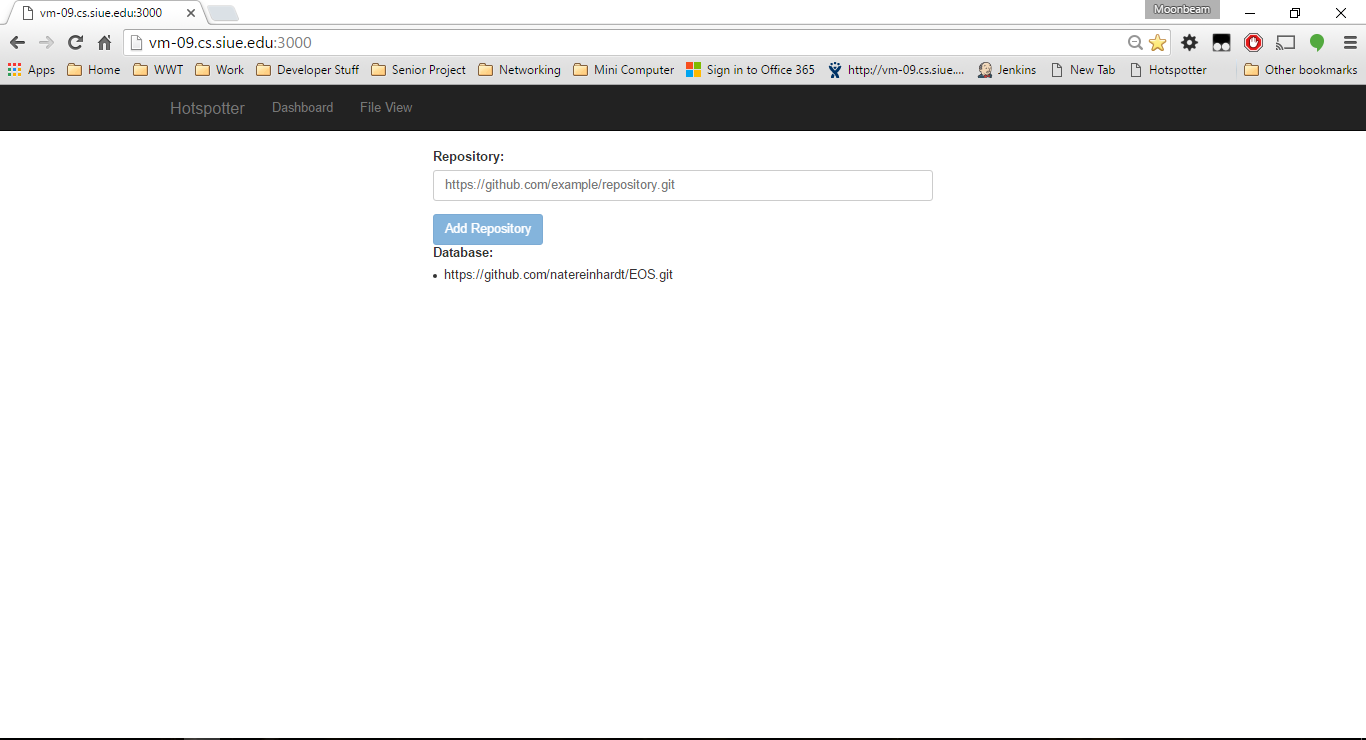 vm-09.cs.siue.edu:3000
Moonbeam
vm-09.cs.siue.edu:3000
Apps Home WWT Work Developer Stuff Senior Project Networking Mini Computer Sign in to Office 365 http://vm-09.cs.siue.... Jenkins New Tab Hotspotter Other bookmarks
Hotspotter Dashboard File View
Repository:
https://github.com/example/repository.git
Add Repository
Database:
• https://github.com/natereinhardt/EOS.git